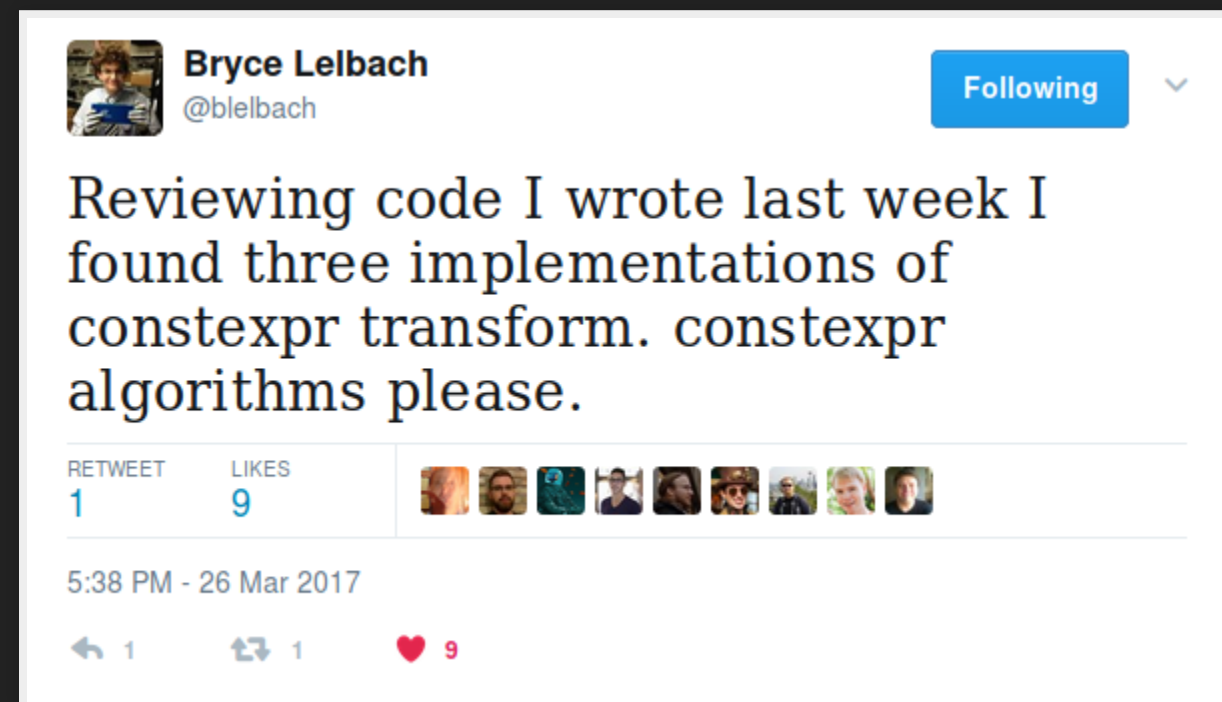 Bryce Lelbach
@blelbach
Following
Reviewing code I wrote last week I
found three implementations of
constexpr transform. constexpr
algorithms please.
RETWEET LIKES
1 9
5:38 PM - 26 Mar 2017
1 1 9